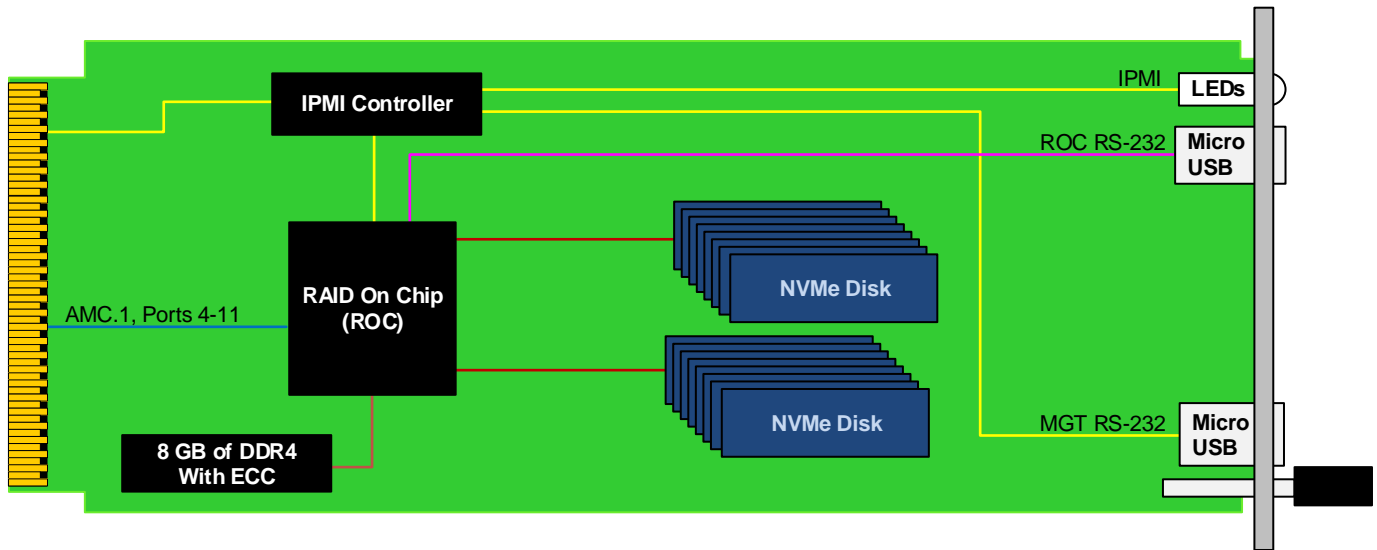 IPMI
LEDs
IPMI Controller
ROC RS-232
Micro
USB
RAID On Chip
(ROC)
NVMe Disk
AMC.1, Ports 4-11
NVMe Disk
MGT RS-232
Micro
USB
8 GB of DDR4
With ECC